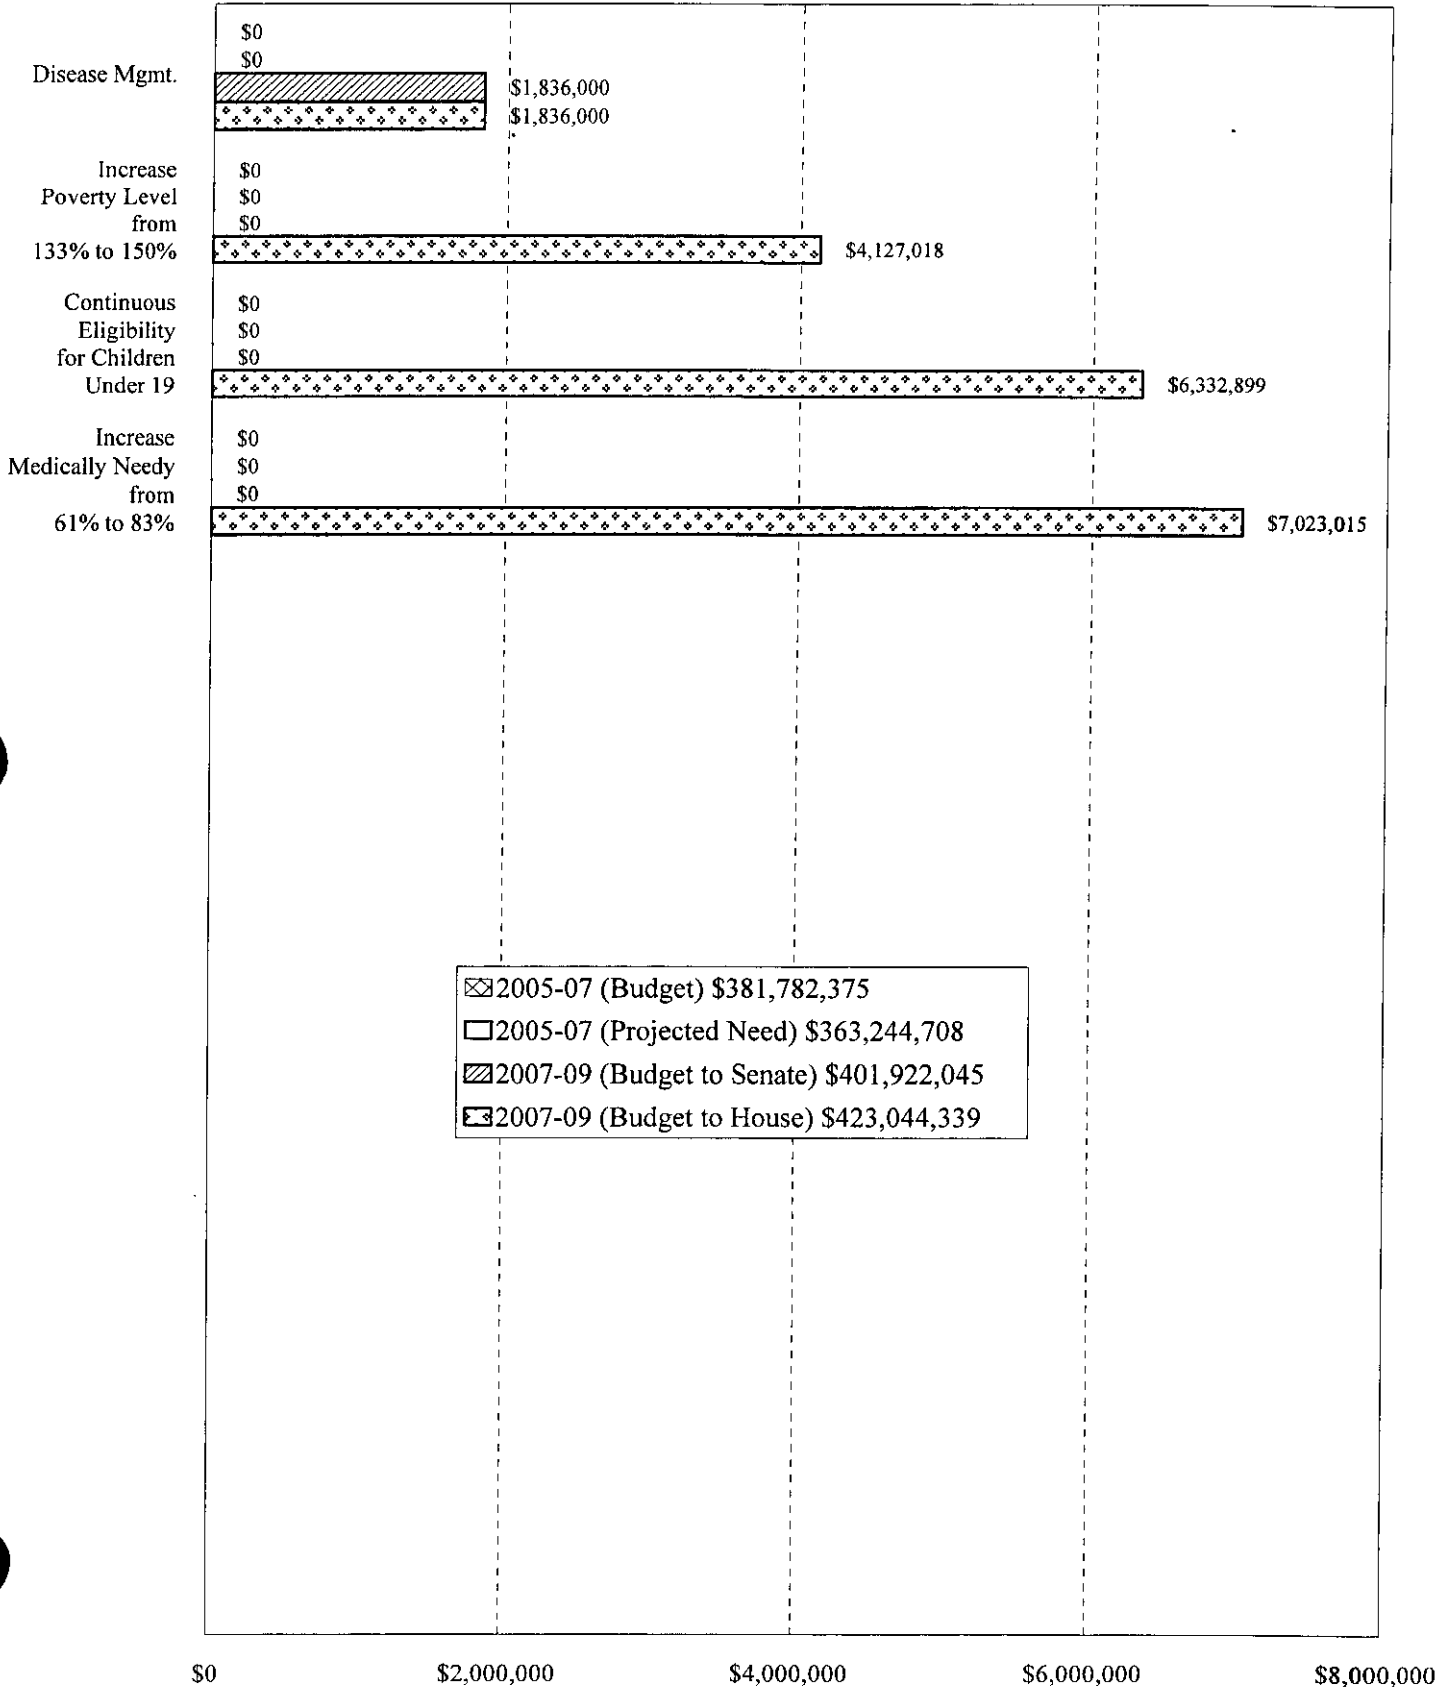 $0
$0
Disease Mgmt.
$1,836,000
$1,836,000
Increase
Poverty Level
from
133% to 150%
$0
$0
$0
$4,127,018
Continuous
Eligibility
for Children
Under 19
$0
$0
$0
$6,332,899
Increase
Medically Needy
from
61% to 83%
$0
$0
$0
$7,023,015
2005-07 (Budget) $381,782,375
2005-07 (Projected Need) $363,244,708
2007-09 (Budget to Senate) $401,922,045
2007-09 (Budget to House) $423,044,339
$0 $2,000,000 $4,000,000 $6,000,000 $8,000,000